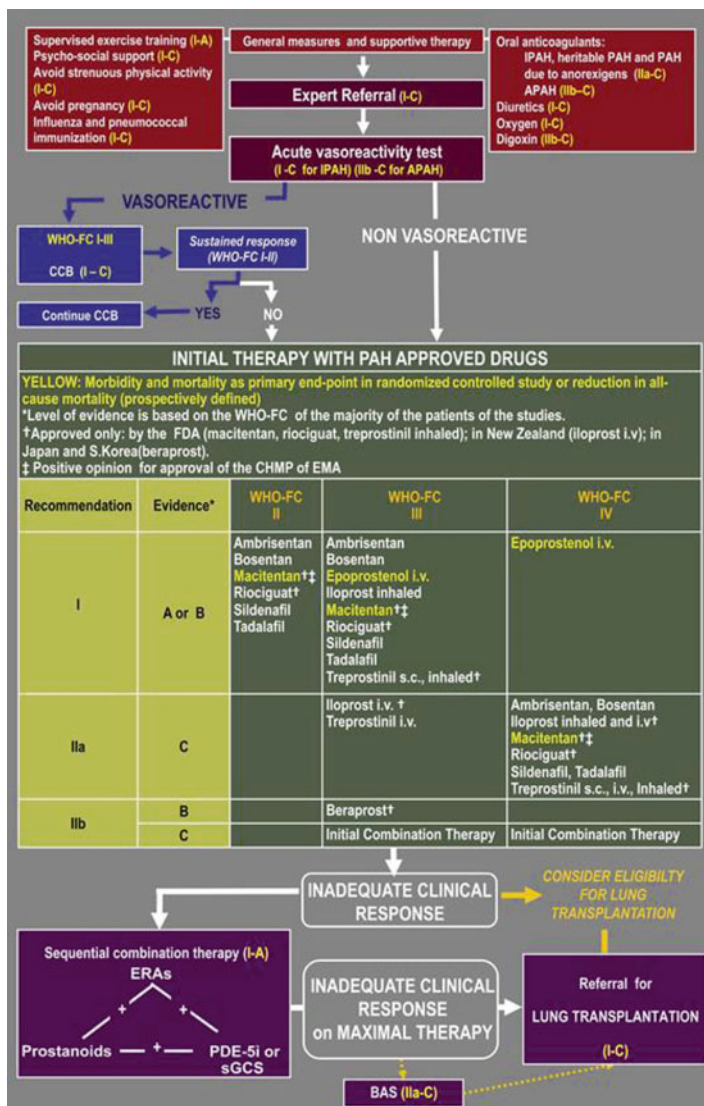 Supervised exercise training (I-A)
Psycho-social support (I-C)
Avoid strenuous physical activity
(I-C)
Avoid pregnancy (I-C)
Influenza and pneumococcal
immunization (I-C)
General measures and supportive therapy
Oral anticoagulants:
IPAH, heritable PAH and PAH
due to anorexigens (IIa-C)
APAH (IIb-C)
Diuretics (I-C)
Oxygen (I-C)
Digoxin (IIb-C)
Expert Referral (I-C)
Acute vasoreactivity test
(I -C for IPAH) (IIb -C for APAH)
VASOREACTIVE
NON VASOREACTIVE
WHO-FC I-III
CCB (I – C)
Sustained response
(WHO-FC I-II)
Continue CCB
YES
NO
INITIAL THERAPY WITH PAH APPROVED DRUGS
YELLOW: Morbidity and mortality as primary end-point in randomized controlled study or reduction in all-
cause mortality (prospectively defined)
*Level of evidence is based on the WHO-FC of the majority of the patients of the studies.
†Approved only: by the FDA (macitentan, riociguat, treprostinil inhaled); in New Zealand (iloprost i.v); in
Japan and S.Korea(beraprost).
‡ Positive opinion for approval of the CHMP of EMA
Recommendation
Evidence*
WHO-FC
II
WHO-FC
III
WHO-FC
IV
I
A or B
Ambrisentan
Bosentan
Macitentan†‡
Riociguat†
Sildenafil
Tadalafil
Ambrisentan
Bosentan
Epoprostenol i.v.
Iloprost inhaled
Macitentan†‡
Riociguat†
Sildenafil
Tadalafil
Treprostinil s.c., inhaled†
Epoprostenol i.v.
IIa
C
Iloprost i.v. †
Treprostinil i.v.
Ambrisentan, Bosentan
Iloprost inhaled and i.v†
Macitentan†‡
Riociguat†
Sildenafil, Tadalafil
Treprostinil s.c., i.v., Inhaled†
IIb
B
Beraprost†
C
Initial Combination Therapy
Initial Combination Therapy
INADEQUATE CLINICAL
RESPONSE
CONSIDER ELIGIBILTY
FOR LUNG
TRANSPLANTATION
Sequential combination therapy (I-A)
ERAs
+
+
Prostanoids
+
PDE-5i or
sGCS
INADEQUATE CLINICAL
RESPONSE
on MAXIMAL THERAPY
Referral for
LUNG TRANSPLANTATION
(I-C)
BAS (IIa-C)